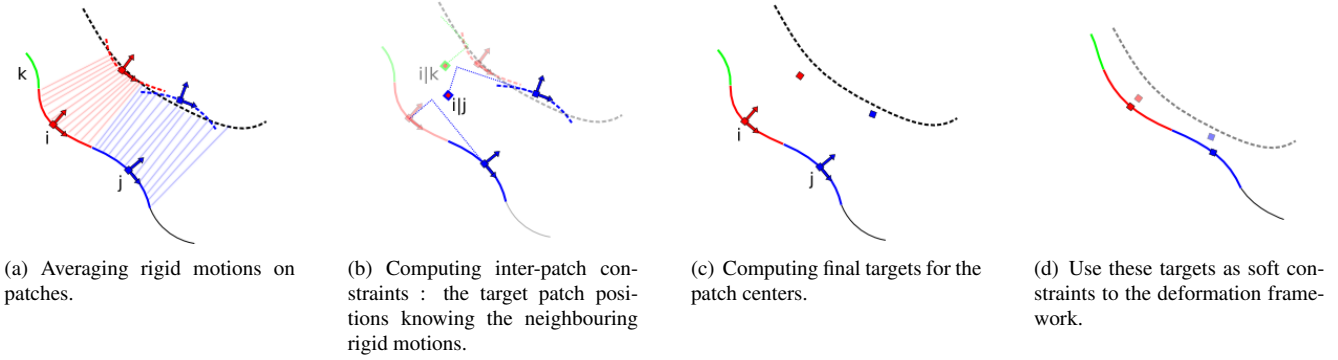 k
i
j
i|k
i|j
i
j
(a) Averaging rigid motions on
patches.
(b) Computing inter-patch con-
straints : the target patch posi-
tions knowing the neighbouring
rigid motions.
(c) Computing final targets for the
patch centers.
(d) Use these targets as soft con-
straints to the deformation frame-
work.